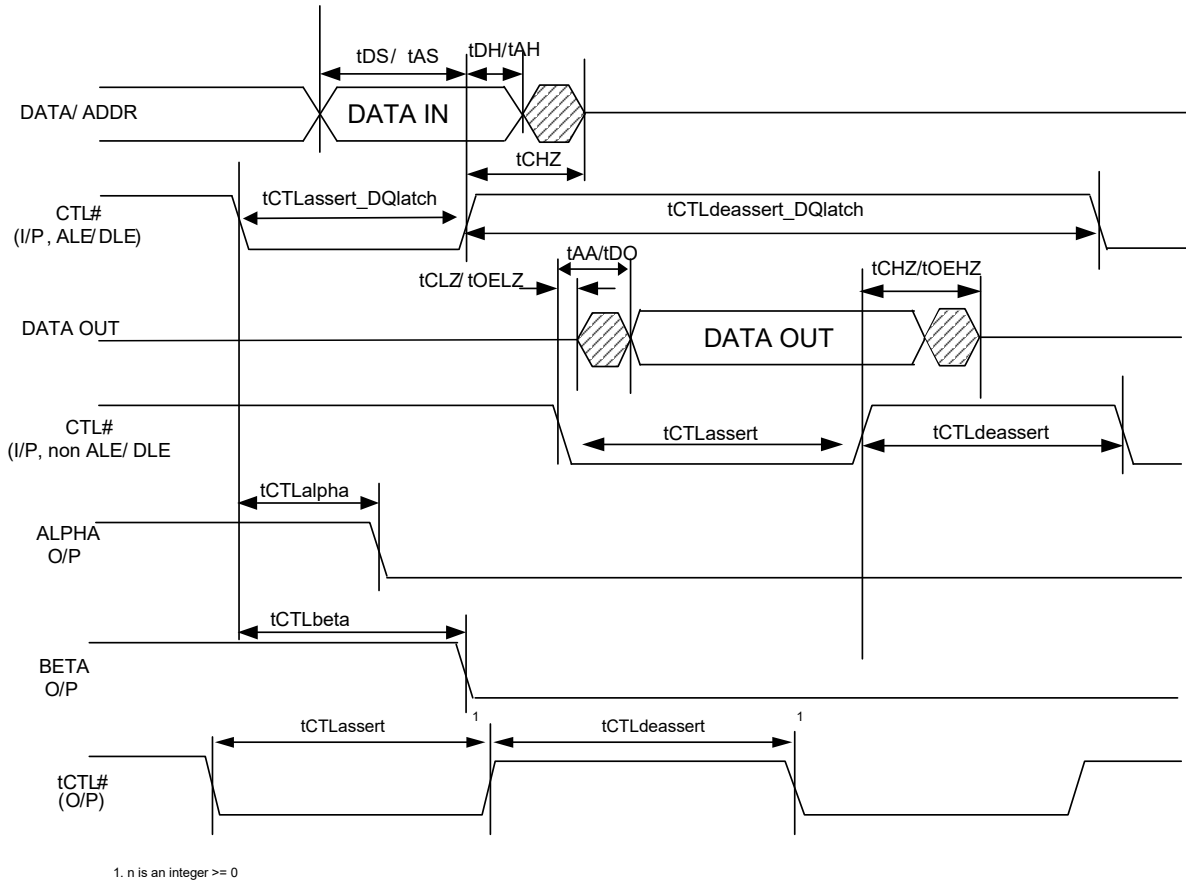 tDS/ tAS
tDH/tAH
DATA/ ADDR
DATA IN
tCHZ
tCTLassert_DQlatch
tCTLdeassert_DQlatch
CTL#
(I/P, ALE/ DLE)
tAA/tDO
tCLZ/ tOELZ
tCHZ/tOEHZ
DATA OUT
DATA OUT
CTL#
(I/P, non ALE/ DLE
tCTLassert
tCTLdeassert
tCTLalpha
ALPHA
O/P
tCTLbeta
BETA
O/P
tCTLassert 1
tCTLdeassert 1
tCTL#
(O/P)
1. n is an integer >= 0